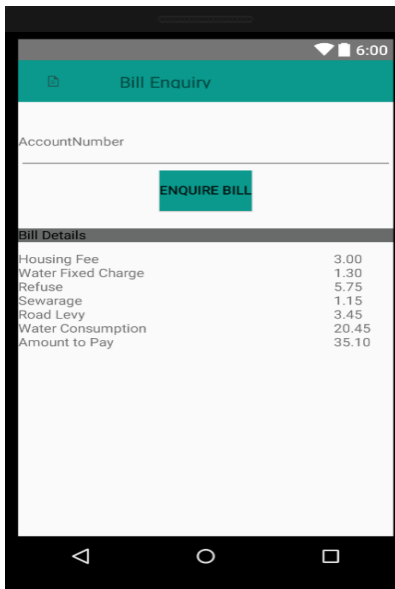 6:00
Bill Enquiry
AccountNumber
ENQUIRE BILL
Bill Details
Housing Fee 3.00
Water Fixed Charge 1.30
Refuse 5.75
Sewarage 1.15
Road Levy 3.45
Water Consumption 20.45
Amount to Pay 35.10